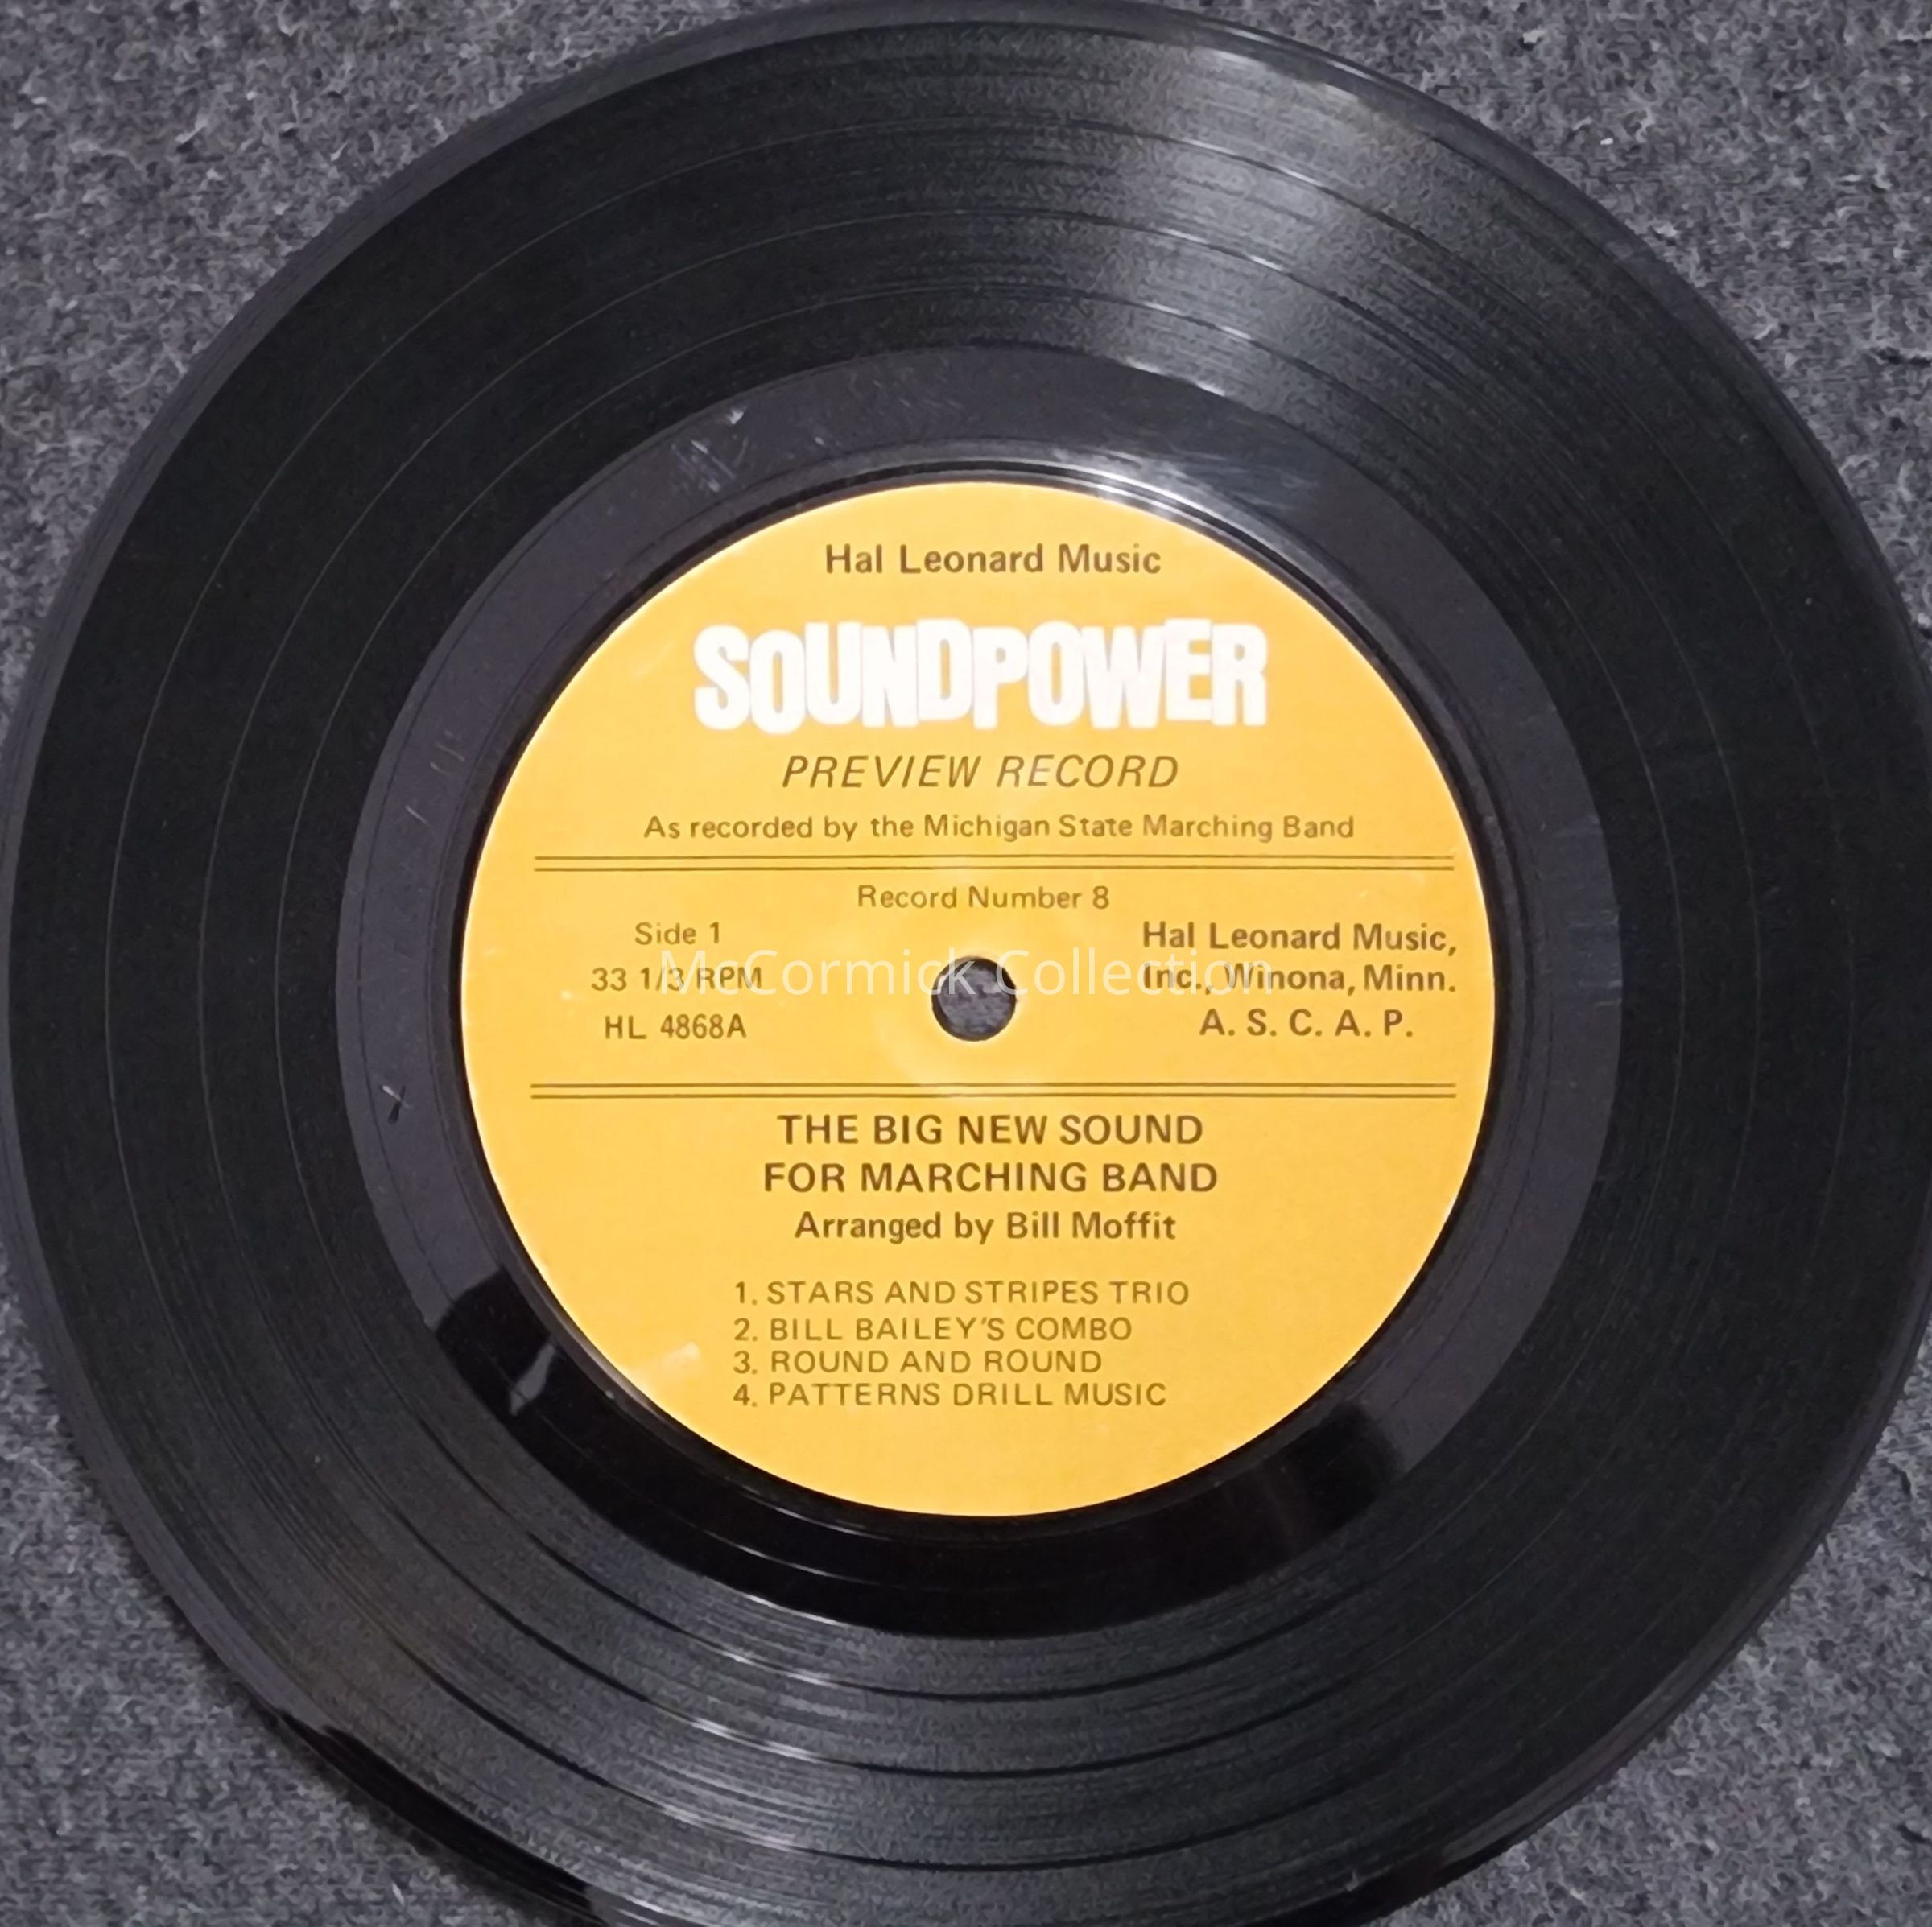 Hal Leonard Music
SOUNDPOWER
PREVIEW RECORD
As recorded by the Michigan State Marching Band
Record Number 8
Side 1
33 1/3 RPM
HL 4868A
Hal Leonard Music,
Inc., Winona, Minn.
A. S. C. A. P.
McCormick Collection
THE BIG NEW SOUND
FOR MARCHING BAND
Arranged by Bill Moffit
1. STARS AND STRIPES TRIO
2. BILL BAILEY'S COMBO
3. ROUND AND ROUND
4. PATTERNS DRILL MUSIC